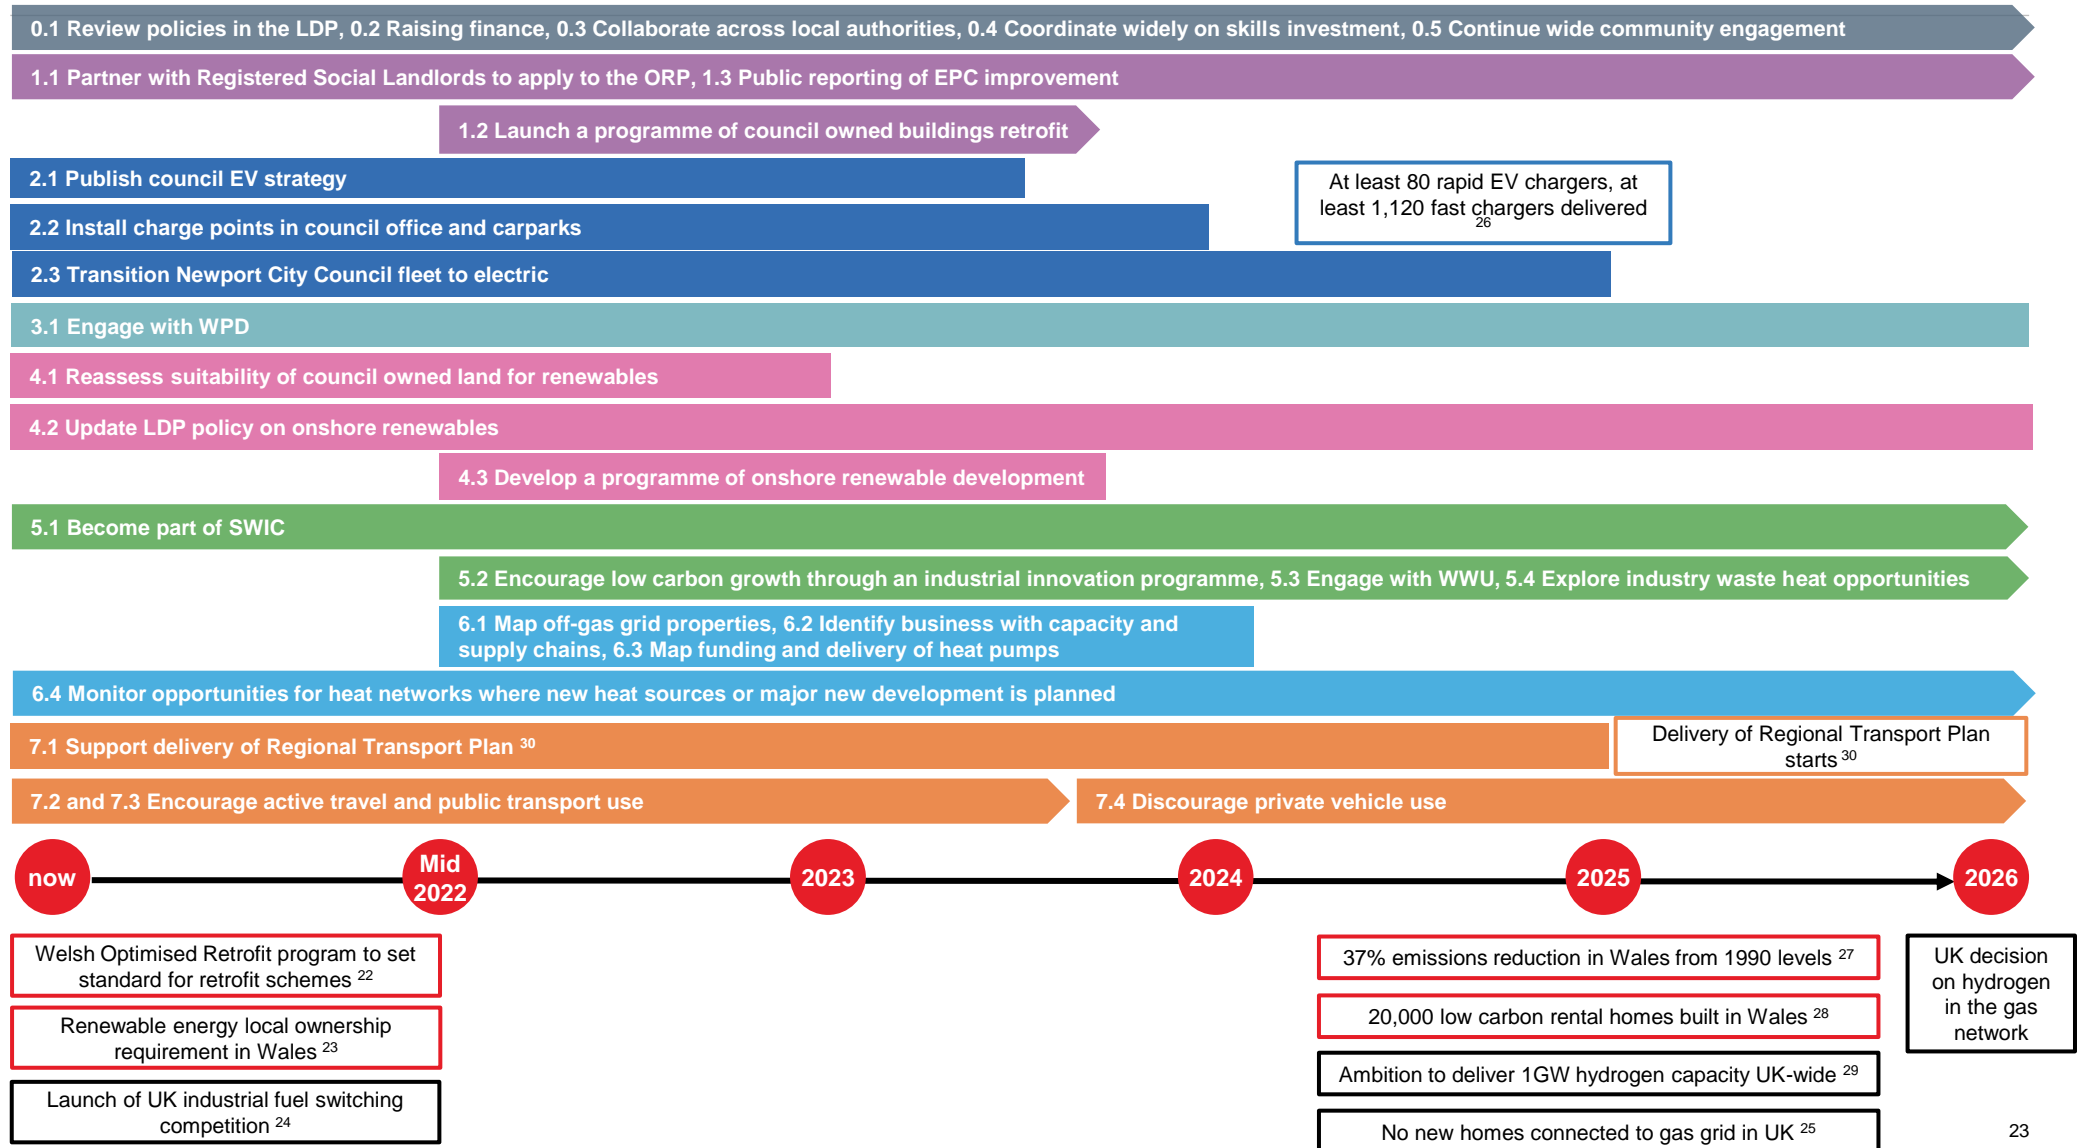 0.1 Review policies in the LDP, 0.2 Raising finance, 0.3 Collaborate across local authorities, 0.4 Coordinate widely on skills investment, 0.5 Continue wide community engagement
1.1 Partner with Registered Social Landlords to apply to the ORP, 1.3 Public reporting of EPC improvement
1.2 Launch a programme of council owned buildings retrofit
2.1 Publish council EV strategy
At least 80 rapid EV chargers, at
least 1,120 fast chargers delivered
26
2.2 Install charge points in council office and carparks
2.3 Transition Newport City Council fleet to electric
3.1 Engage with WPD
4.1 Reassess suitability of council owned land for renewables
4.2 Update LDP policy on onshore renewables
4.3 Develop a programme of onshore renewable development
5.1 Become part of SWIC
5.2 Encourage low carbon growth through an industrial innovation programme, 5.3 Engage with WWU, 5.4 Explore industry waste heat opportunities
6.1 Map off-gas grid properties, 6.2 Identify business with capacity and
supply chains, 6.3 Map funding and delivery of heat pumps
6.4 Monitor opportunities for heat networks where new heat sources or major new development is planned
7.1 Support delivery of Regional Transport Plan 30
Delivery of Regional Transport Plan
starts 30
7.2 and 7.3 Encourage active travel and public transport use
7.4 Discourage private vehicle use
now
Mid
2022
2023
2024
2025
2026
Welsh Optimised Retrofit program to set
standard for retrofit schemes 22
Renewable energy local ownership
requirement in Wales 23
Launch of UK industrial fuel switching
competition 24
37% emissions reduction in Wales from 1990 levels 27
20,000 low carbon rental homes built in Wales 28
Ambition to deliver 1GW hydrogen capacity UK-wide 29
No new homes connected to gas grid in UK 25
UK decision
on hydrogen
in the gas
network
23